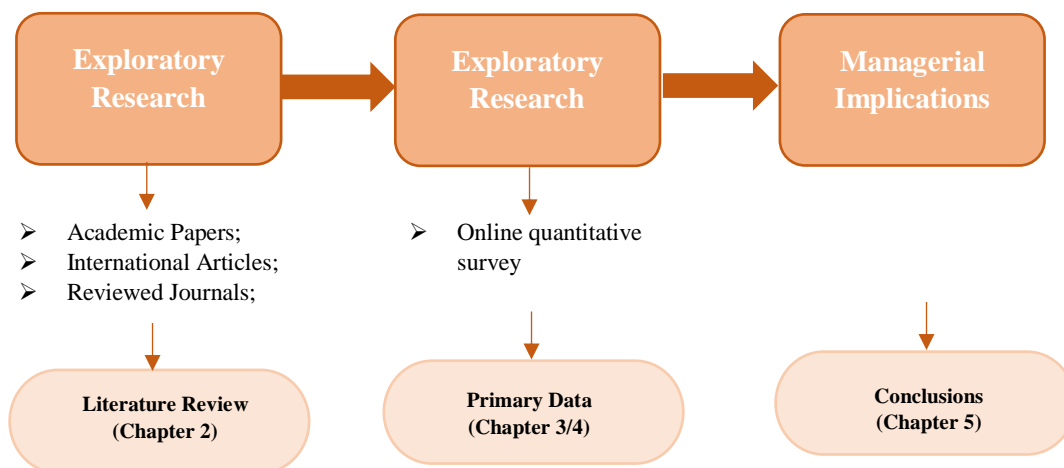 Exploratory
Research
Exploratory
Research
Managerial
Implications
➢ Academic Papers;
➢ International Articles;
➢ Reviewed Journals;
➢ Online quantitative
survey
Literature Review
(Chapter 2)
Primary Data
(Chapter 3/4)
Conclusions
(Chapter 5)